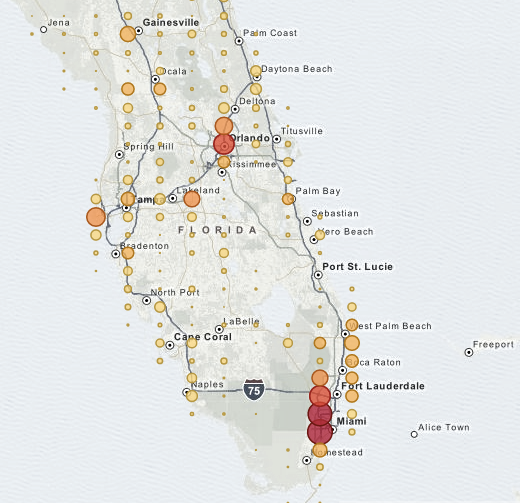 Jena
Gainesville
Palm Coast
Ocala
Daytona Beach
Deltona
Orlando
Titusville
Spring Hill
Kissimmee
Lakeland
Tampa
Palm Bay
Sebastian
FLORIDA
Vero Beach
Bradenton
Port St. Lucie
North Port
LaBelle
West Palm Beach
Cape Coral
Freeport
Boca Raton
Naples
75
Fort Lauderdale
Miami
Alice Town
Homestead